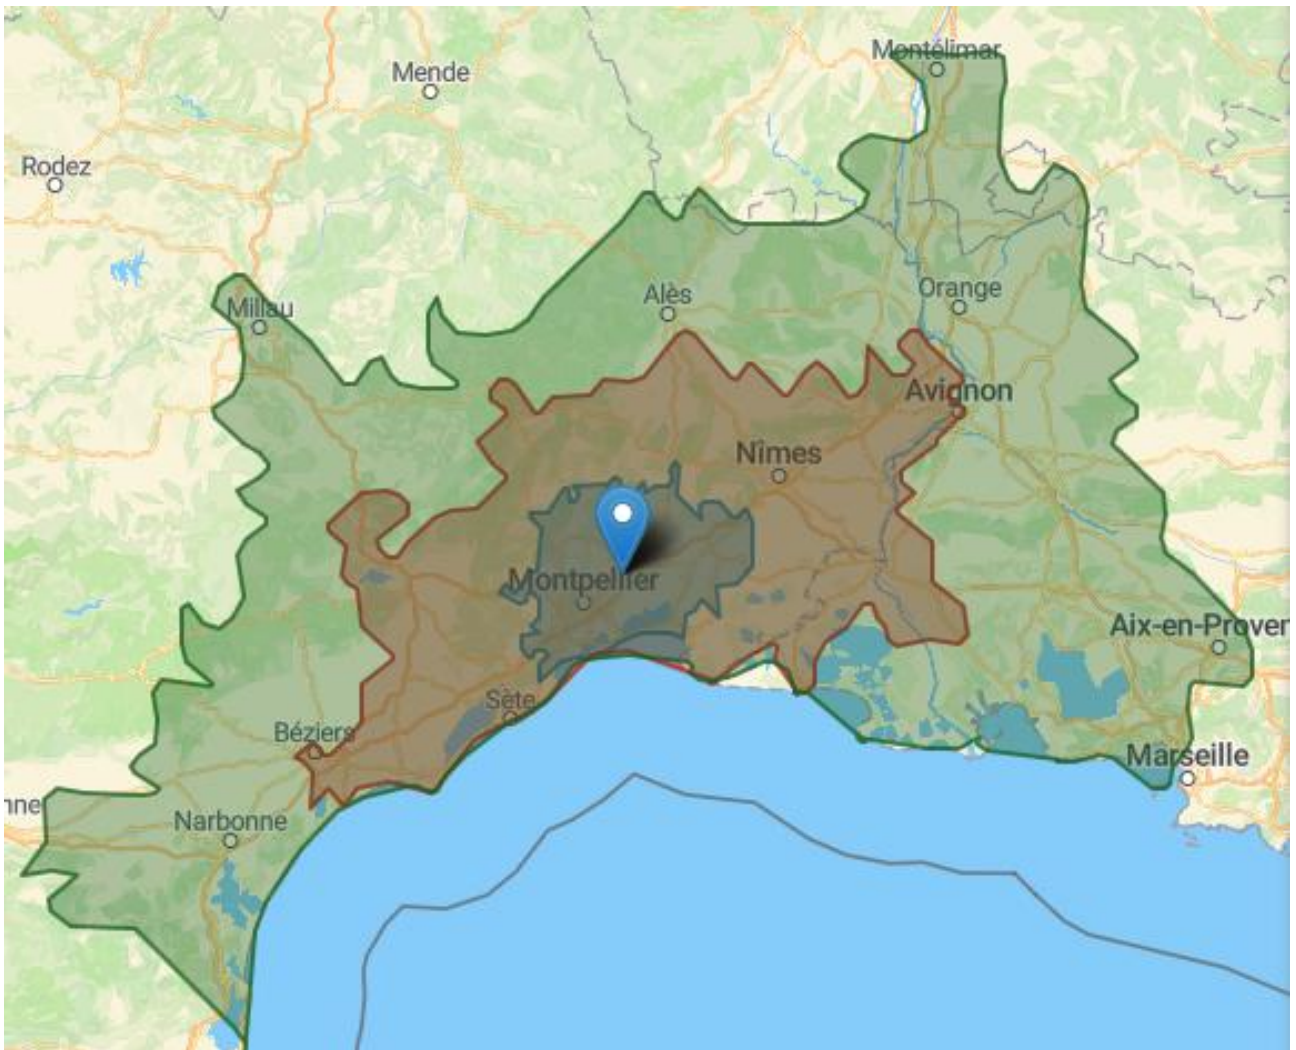 Montélimar
Mende
Rodez
Millau
Alès
Orange
Avignon
Nîmes
Montpellier
Aix-en-Prover
Sète
Béziers
Marseille
nne
Narbonne